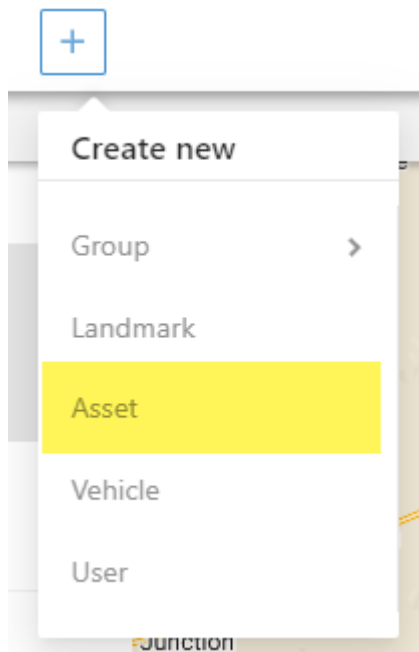 +
Create new
Group
Landmark
Asset
Vehicle
User
Junction